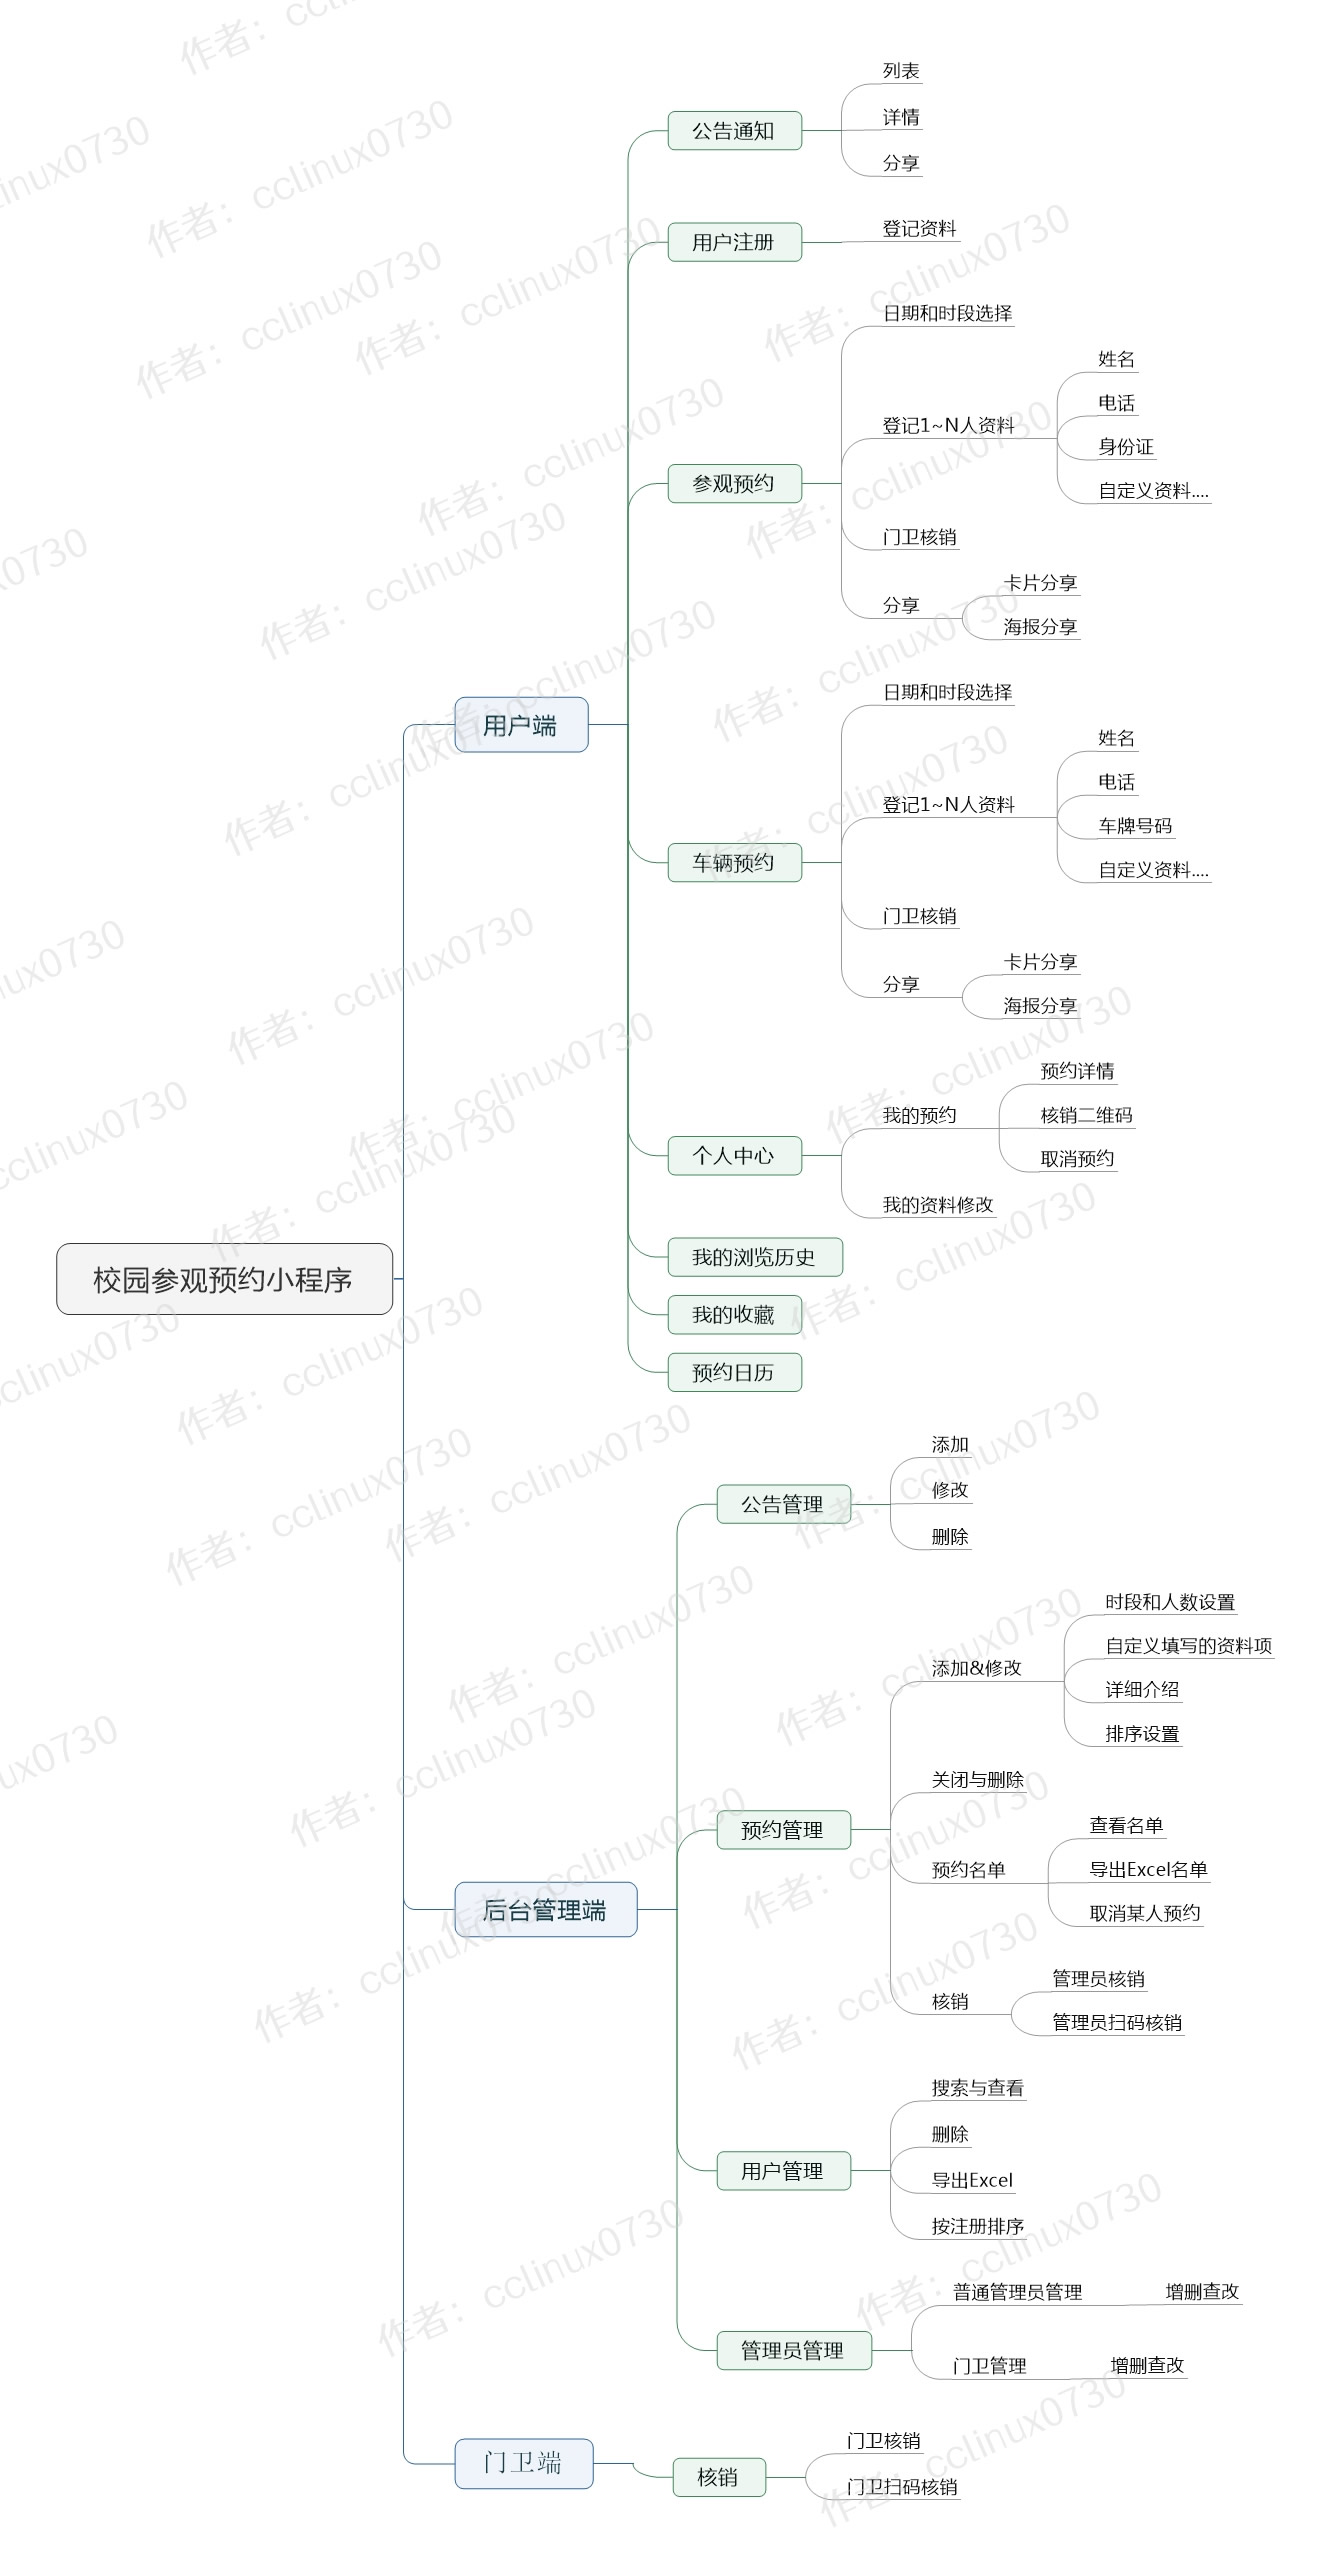 校园参观预约小程序
用户端
公告通知
列表
详情
分享
用户注册
登记资料
参观预约
日期和时段选择
登记1~N人资料
姓名
电话
身份证
自定义资料....
门卫核销
分享
卡片分享
海报分享
车辆预约
日期和时段选择
登记1~N人资料
姓名
电话
车牌号码
自定义资料....
门卫核销
分享
卡片分享
海报分享
个人中心
我的预约
预约详情
核销二维码
取消预约
我的资料修改
我的浏览历史
我的收藏
预约日历
后台管理端
公告管理
添加
修改
删除
预约管理
添加&修改
时段和人数设置
自定义填写的资料项
详细介绍
排序设置
关闭与删除
预约名单
查看名单
导出Excel名单
取消某人预约
核销
管理员核销
管理员扫码核销
用户管理
搜索与查看
删除
导出Excel
按注册排序
管理员管理
普通管理员管理
增删查改
门卫管理
增删查改
门卫端
核销
门卫核销
门卫扫码核销
作者：cclinux0730